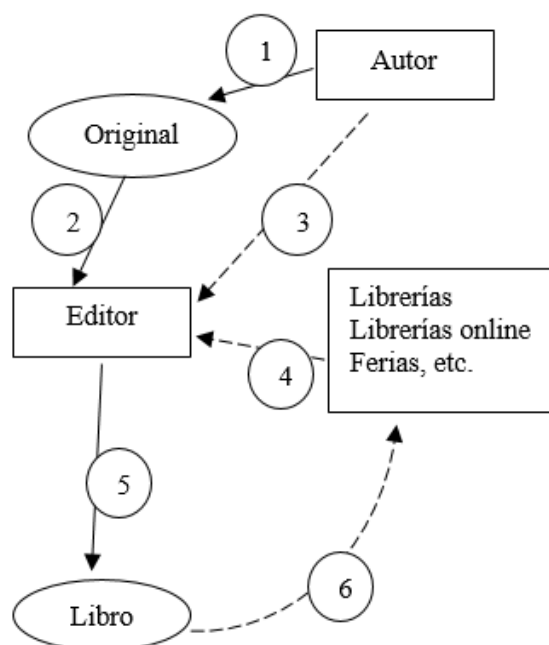 1
Autor
Original
2
3
Editor
Librerías
Librerías online
Ferias, etc.
4
5
Libro
6